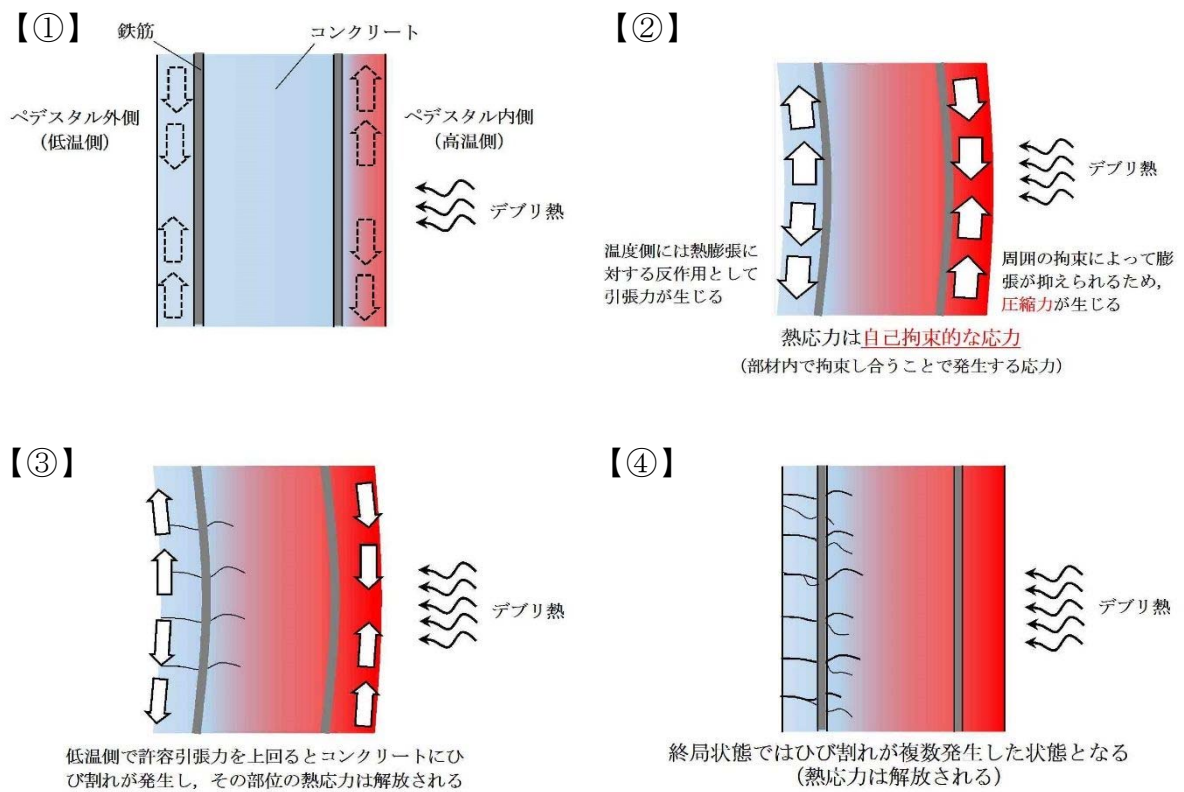 【①】
鉄筋
コンクリート
ペデスタル外側
(低温側)
ペデスタル内側
(高温側)
デブリ熱
【②】
デブリ熱
温度側には熱膨張に
対する反作用として
引張力が生じる
周囲の拘束によって膨
張が抑えられるため,
圧縮力が生じる
熱応力は自己拘束的な応力
(部材内で拘束し合うことで発生する応力)
【③】
デブリ熱
低温側で許容引張力を上回るとコンクリートにひ
び割れが発生し,その部位の熱応力は解放される
【④】
デブリ熱
終局状態ではひび割れが複数発生した状態となる
(熱応力は解放される)